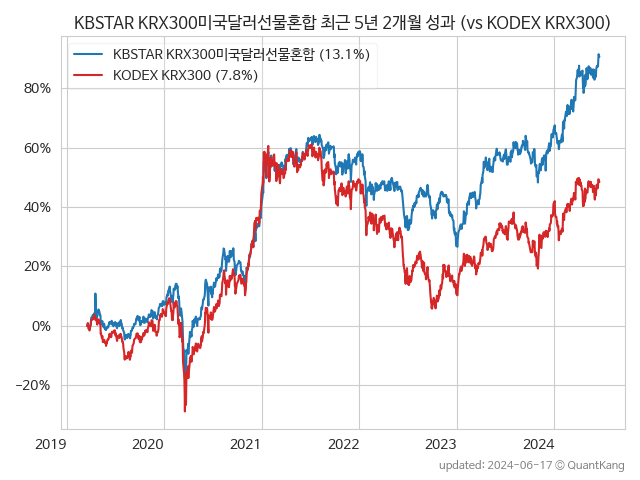 KBSTAR KRX300미국달러선물혼합 최근 5년 2개월 성과 (vs KODEX KRX300)
KBSTAR KRX300미국달러선물혼합 (13.1%)
KODEX KRX300 (7.8%)
80%
60%
40%
20%
0%
−20%
2019 2020 2021 2022 2023 2024
updated: 2024-06-17 © QuantKang